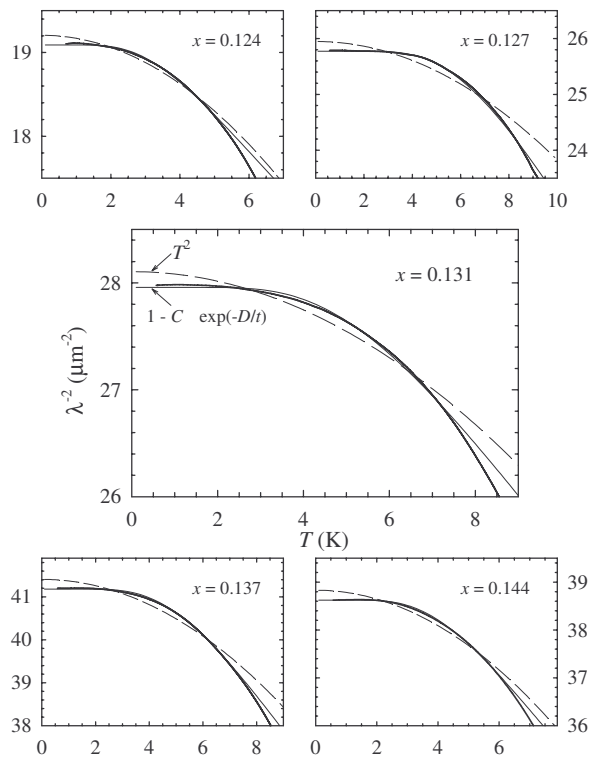 x = 0.124
19
18
0 2 4 6
x = 0.127
26
25
24
0 2 4 6 8 10
T²
x = 0.131
1 - C exp(-D/t)
28
27
26
λ⁻² (μm⁻²)
0 2 4 6 8
T (K)
x = 0.137
41
40
39
38
0 2 4 6 8
x = 0.144
39
38
37
36
0 2 4 6